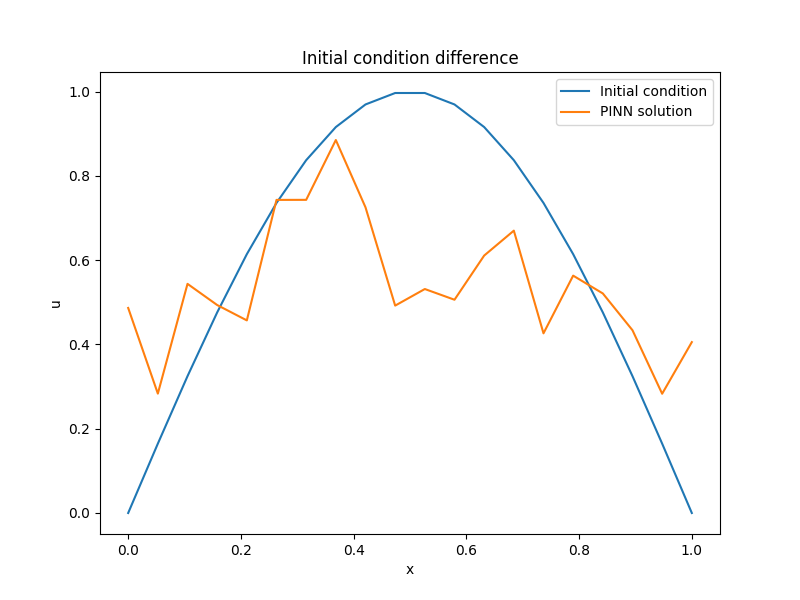 Initial condition difference
Initial condition
PINN solution
1.0
0.8
0.6
0.4
0.2
0.0
u
0.0 0.2 0.4 0.6 0.8 1.0
x